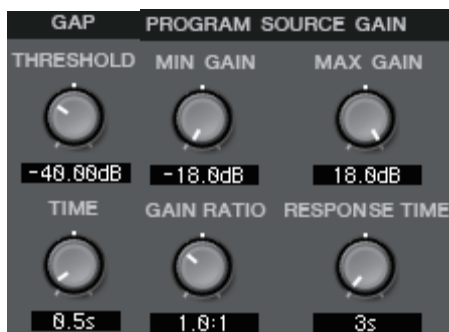 GAP PROGRAM SOURCE GAIN
THRESHOLD MIN GAIN MAX GAIN
-40.00dB -18.0dB 18.0dB
TIME GAIN RATIO RESPONSE TIME
0.5s 1.0:1 3s